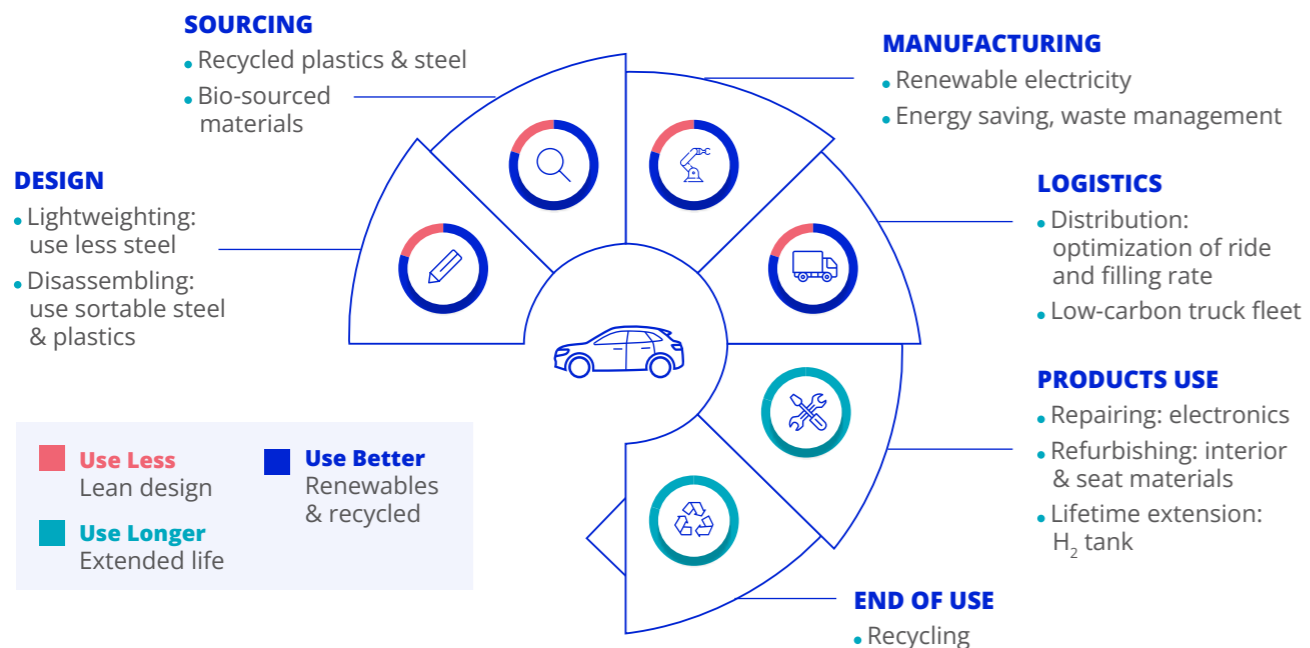 SOURCING
• Recycled plastics & steel
• Bio-sourced
materials
MANUFACTURING
• Renewable electricity
• Energy saving, waste management
DESIGN
• Lightweighting:
use less steel
• Disassembling:
use sortable steel
& plastics
LOGISTICS
• Distribution:
optimization of ride
and filling rate
• Low-carbon truck fleet
PRODUCTS USE
• Repairing: electronics
• Refurbishing: interior
& seat materials
• Lifetime extension:
H₂ tank
Use Less
Lean design
Use Better
Renewables
& recycled
Use Longer
Extended life
END OF USE
• Recycling